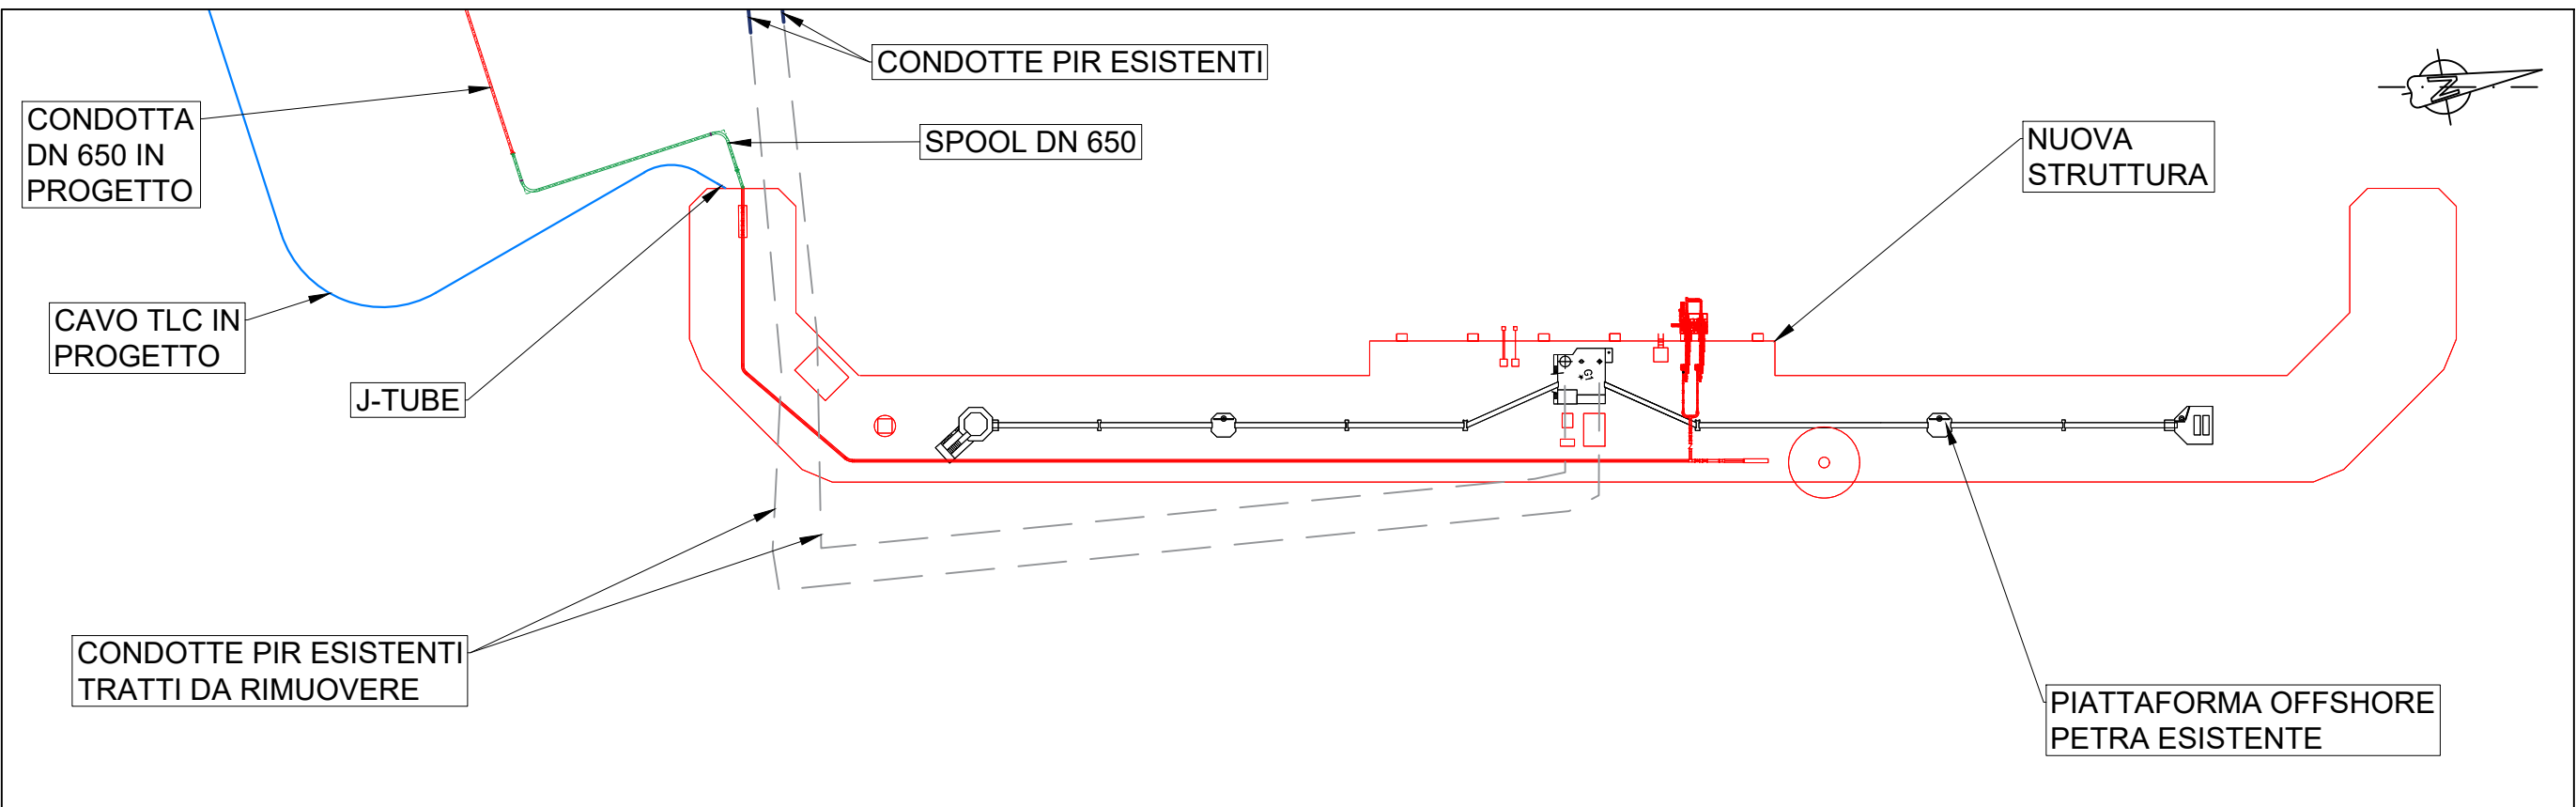 CONDOTTE PIR ESISTENTI
CONDOTTA
DN 650 IN
PROGETTO
SPOOL DN 650
NUOVA
STRUTTURA
N
CAVO TLC IN
PROGETTO
J-TUBE
G1
CONDOTTE PIR ESISTENTI
TRATTI DA RIMUOVERE
PIATTAFORMA OFFSHORE
PETRA ESISTENTE